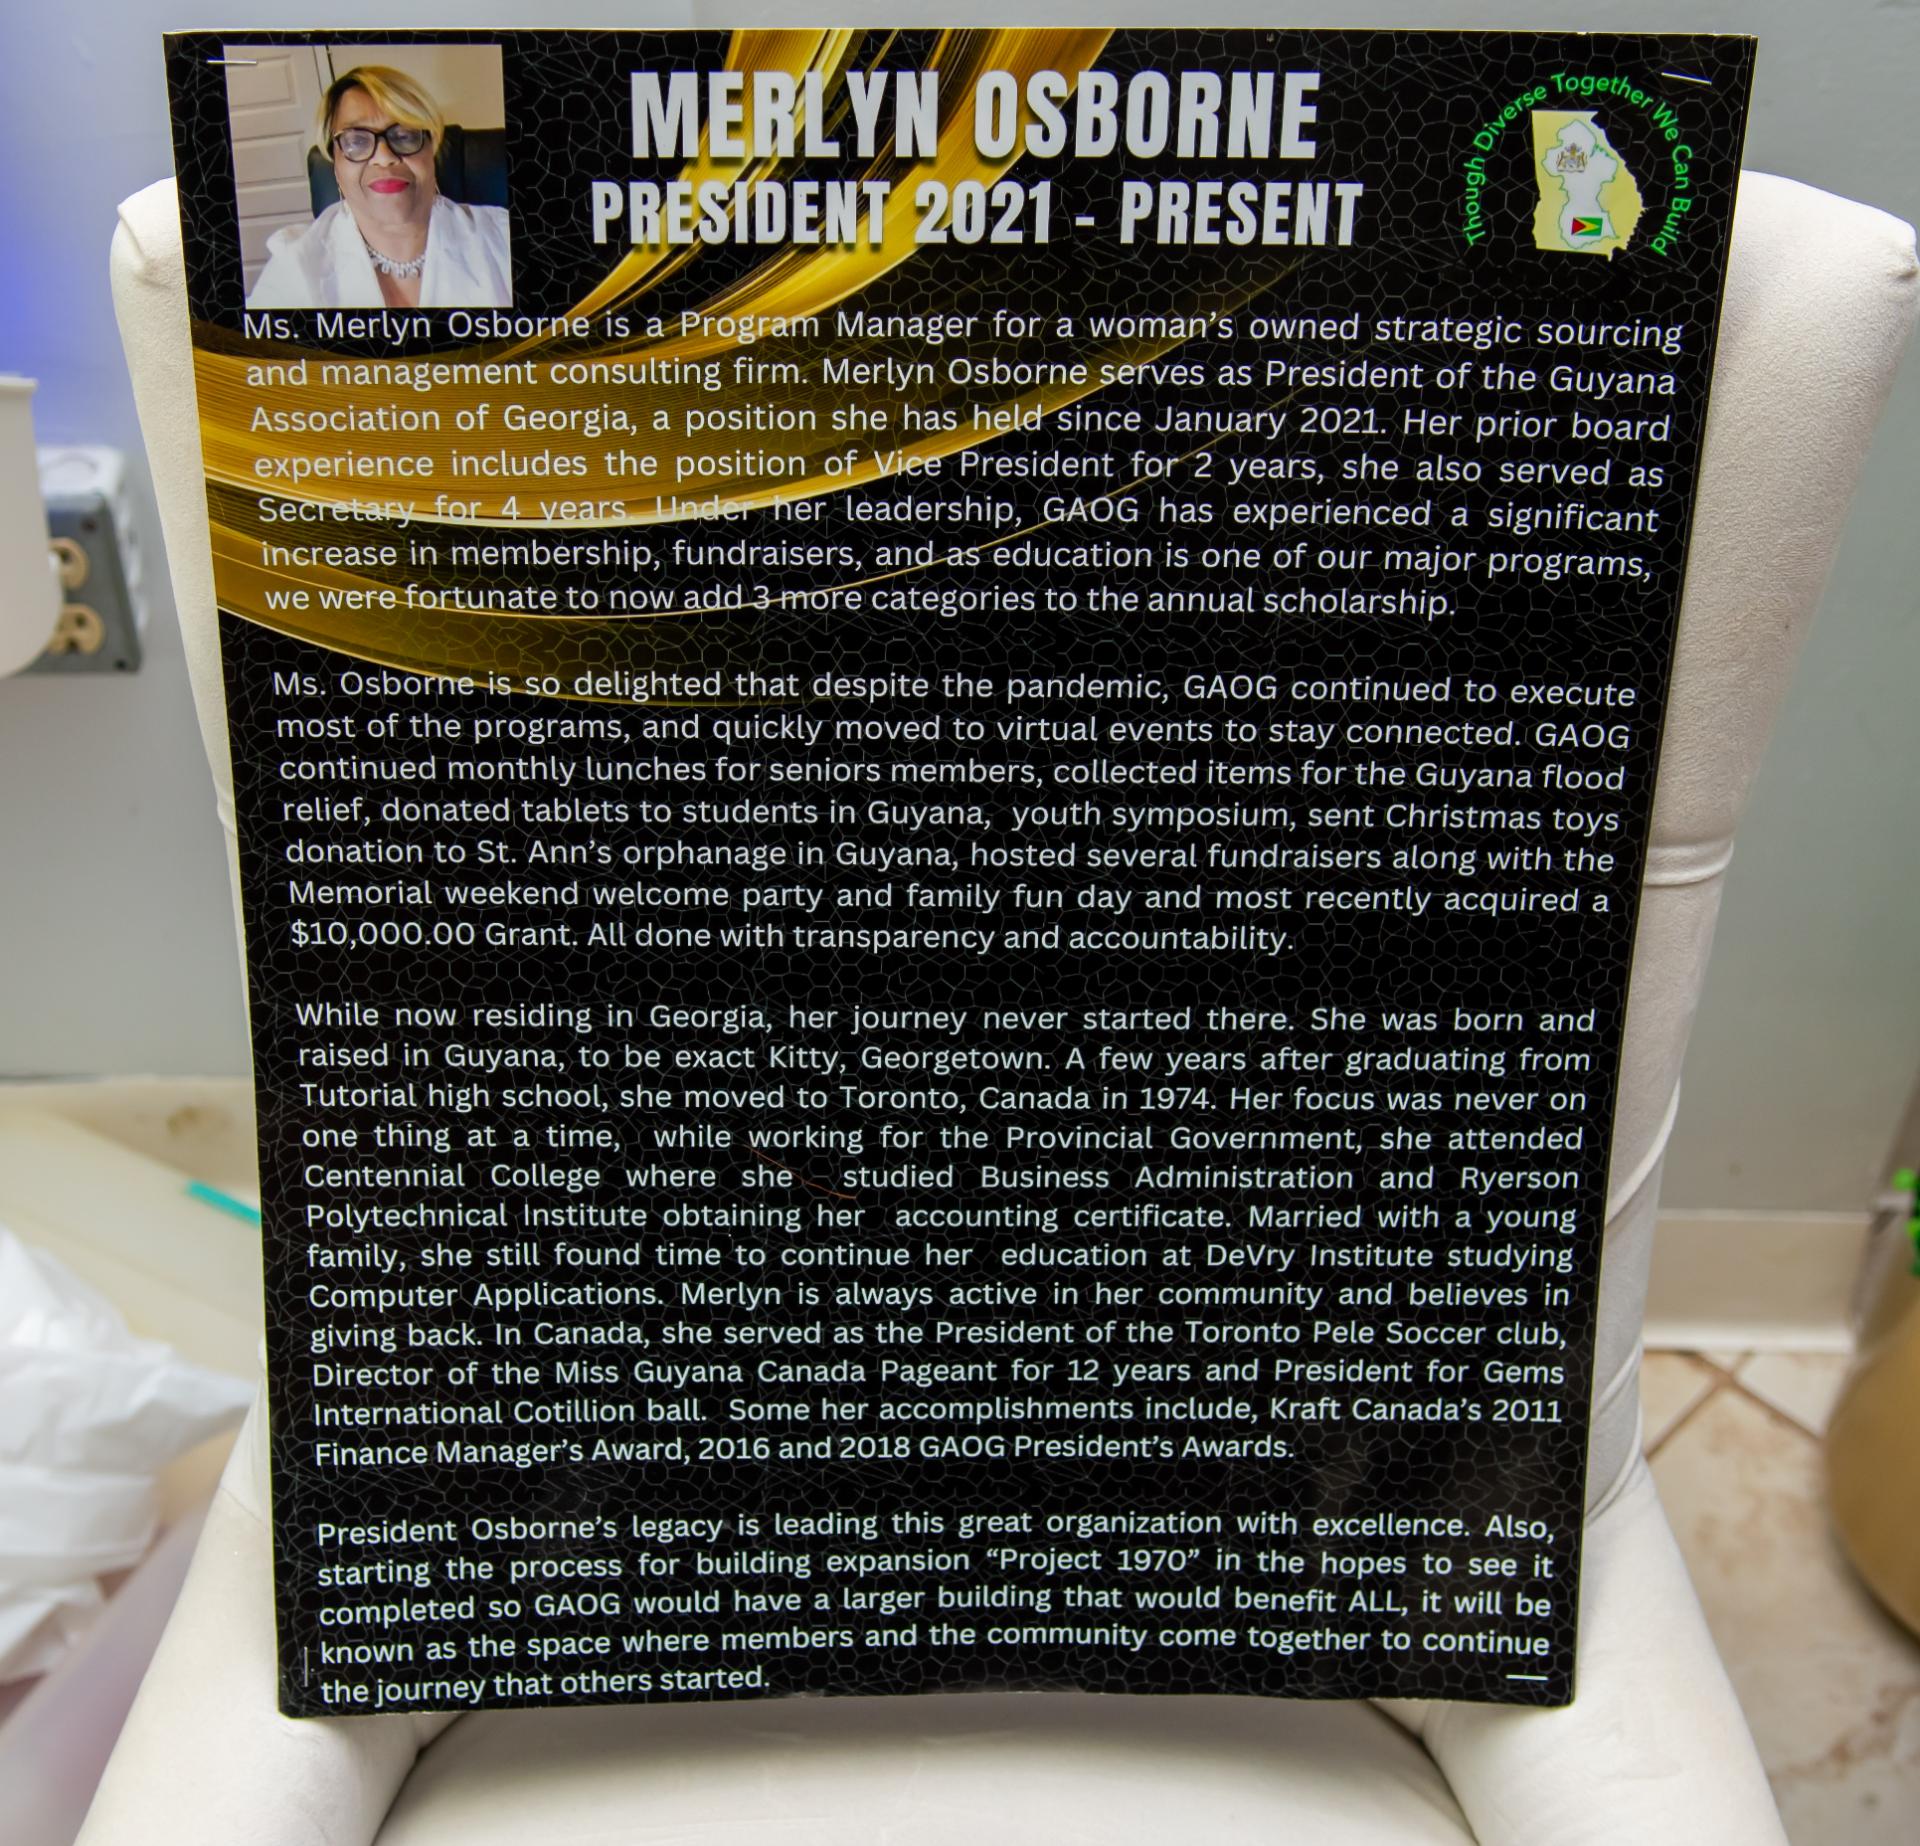 MERLYN OSBORNE
PRESIDENT 2021 - PRESENT
Though Diverse Together We Can Build
Ms. Merlyn Osborne is a Program Manager for a woman's owned strategic sourcing
and management consulting firm. Merlyn Osborne serves as President of the Guyana
Association of Georgia, a position she has held since January 2021. Her prior board
experience includes the position of Vice President for 2 years, she also served as
Secretary for 4 years. Under her leadership, GAOG has experienced a significant
increase in membership, fundraisers, and as education is one of our major programs,
we were fortunate to now add 3 more categories to the annual scholarship.
Ms. Osborne is so delighted that despite the pandemic, GAOG continued to execute
most of the programs, and quickly moved to virtual events to stay connected. GAOG
continued monthly lunches for seniors members, collected items for the Guyana flood
relief, donated tablets to students in Guyana, youth symposium, sent Christmas toys
donation to St. Ann's orphanage in Guyana, hosted several fundraisers along with the
Memorial weekend welcome party and family fun day and most recently acquired a
$10,000.00 Grant. All done with transparency and accountability.
While now residing in Georgia, her journey never started there. She was born and
raised in Guyana, to be exact Kitty, Georgetown. A few years after graduating from
Tutorial high school, she moved to Toronto, Canada in 1974. Her focus was never on
one thing at a time, while working for the Provincial Government, she attended
Centennial College where she studied Business Administration and Ryerson
Polytechnical Institute obtaining her accounting certificate. Married with a young
family, she still found time to continue her education at DeVry Institute studying
Computer Applications. Merlyn is always active in her community and believes in
giving back. In Canada, she served as the President of the Toronto Pele Soccer club,
Director of the Miss Guyana Canada Pageant for 12 years and President for Gems
International Cotillion ball. Some her accomplishments include, Kraft Canada's 2011
Finance Manager's Award, 2016 and 2018 GAOG President's Awards.
President Osborne's legacy is leading this great organization with excellence. Also,
starting the process for building expansion "Project 1970" in the hopes to see it
completed so GAOG would have a larger building that would benefit ALL, it will be
known as the space where members and the community come together to continue
the journey that others started.